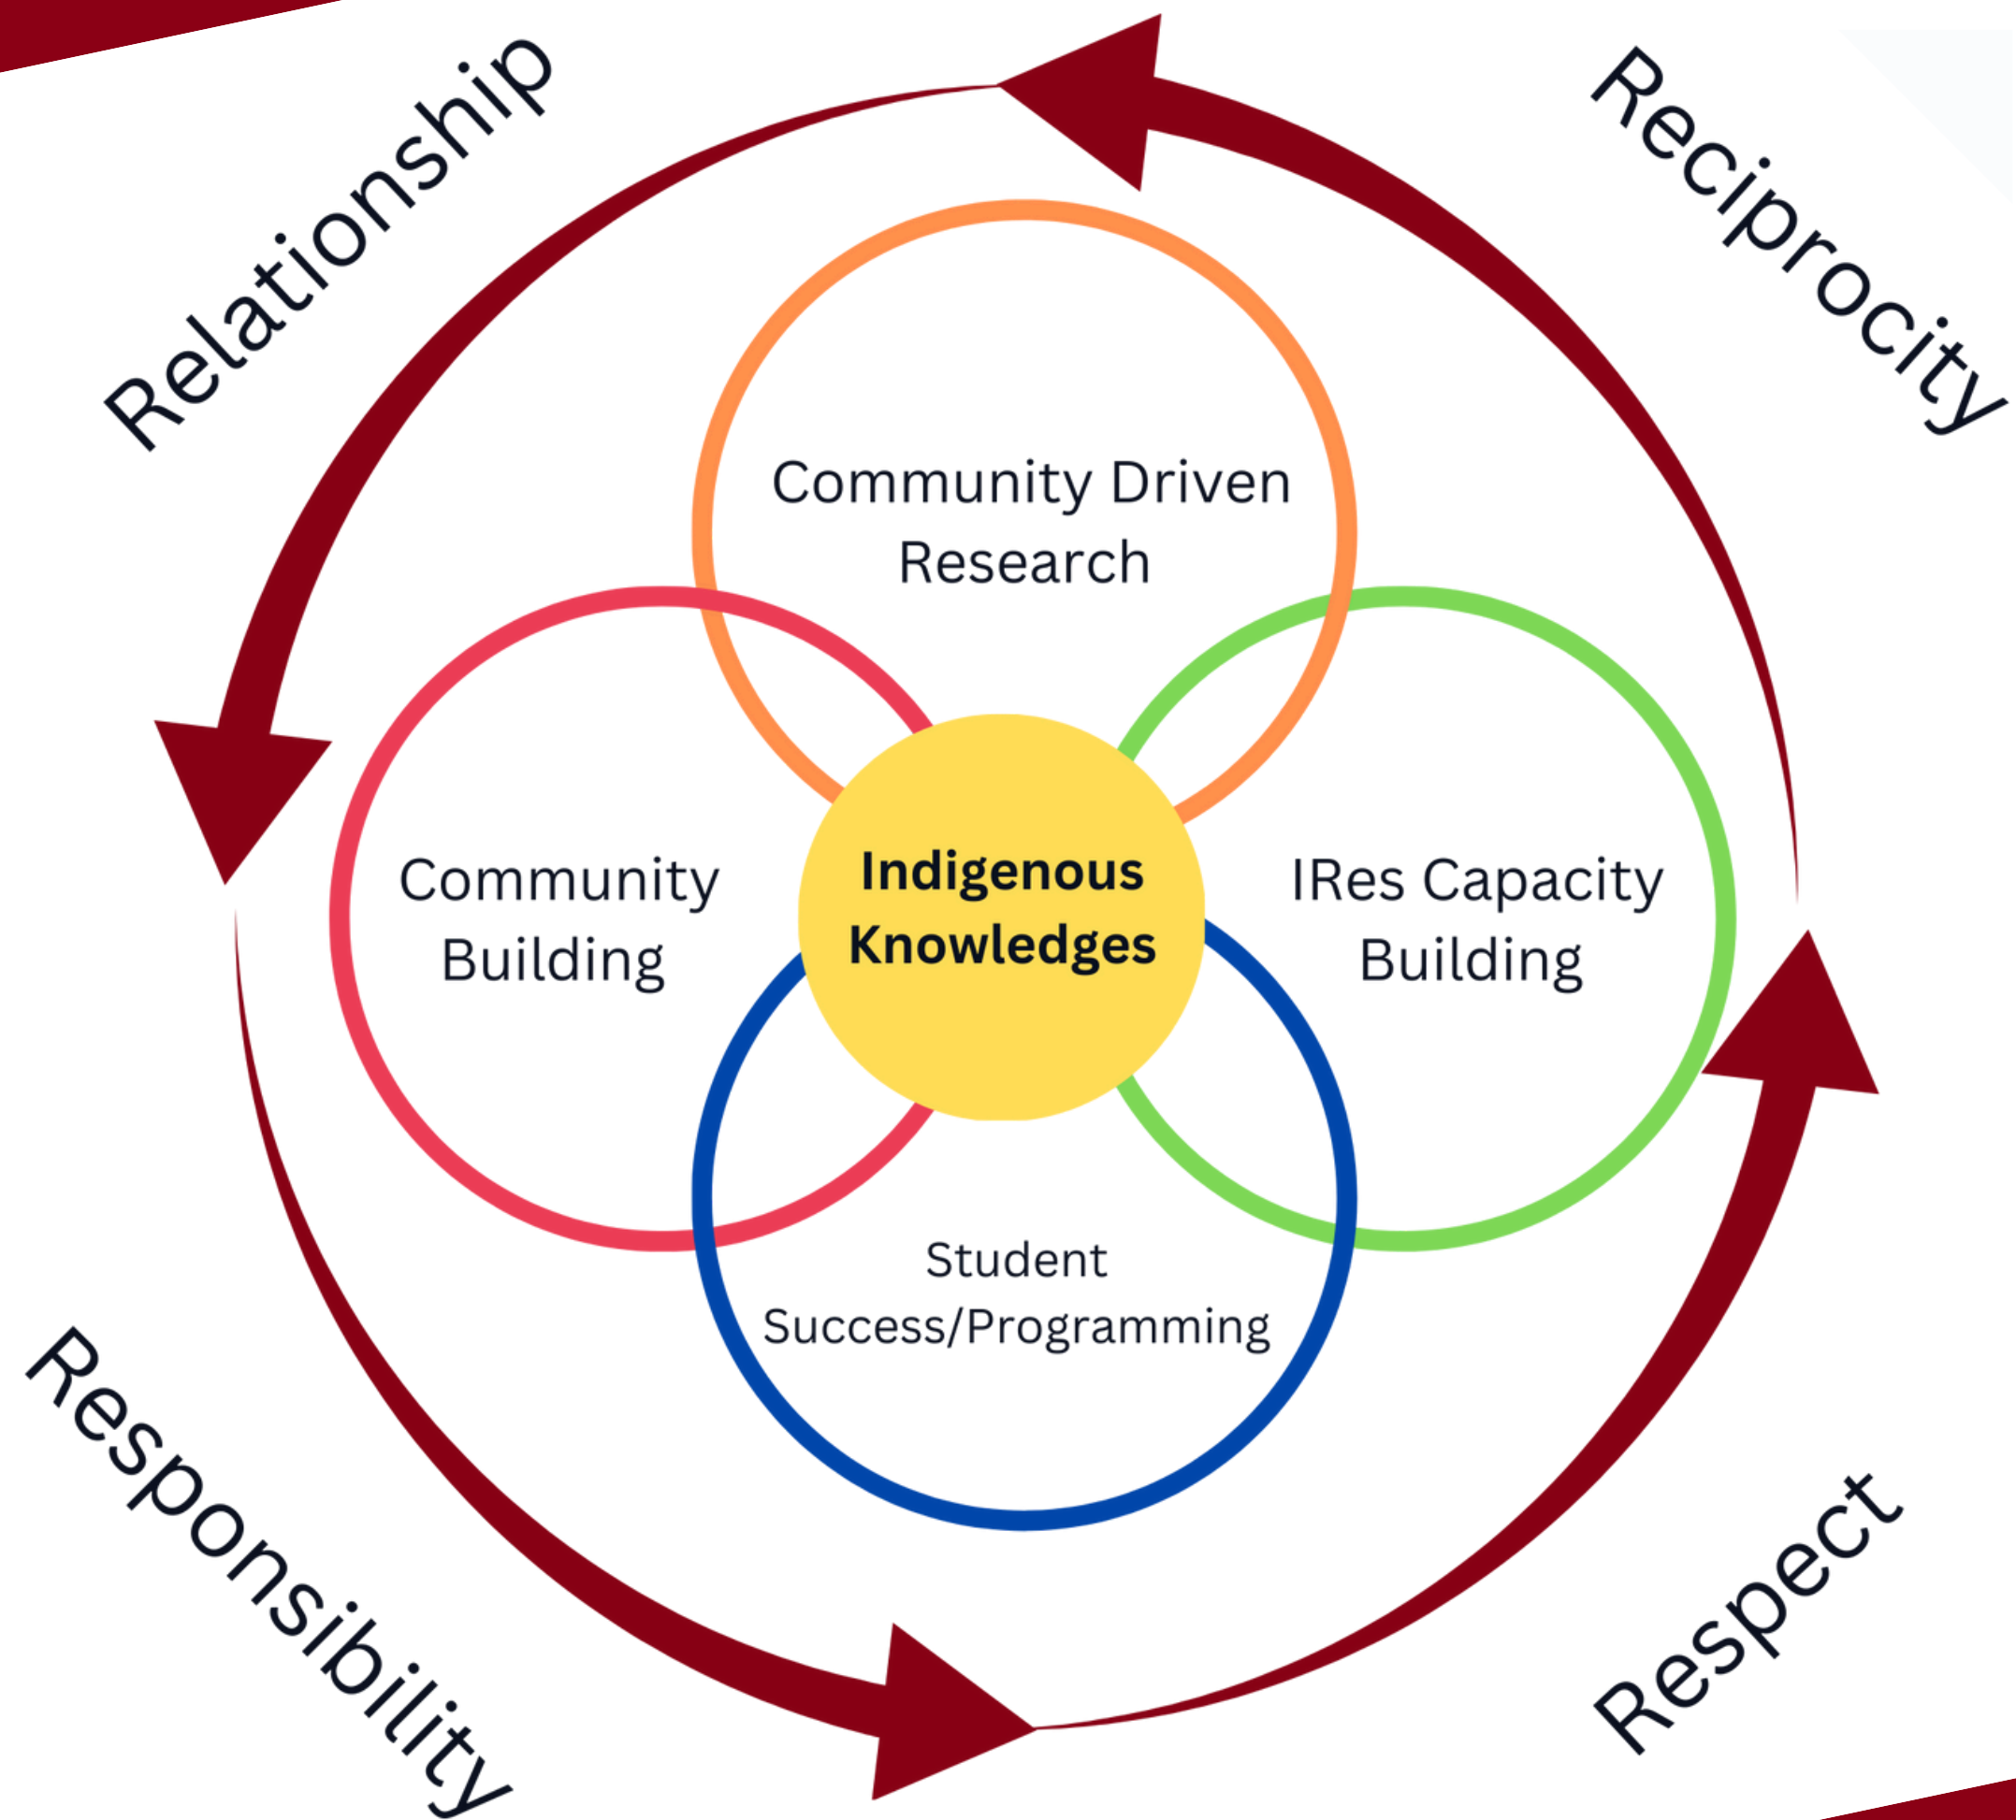 Relationship
Reciprocity
Community Driven
Research
Community
Building
Indigenous
Knowledges
IRes Capacity
Building
Student
Success/Programming
Responsibility
Respect